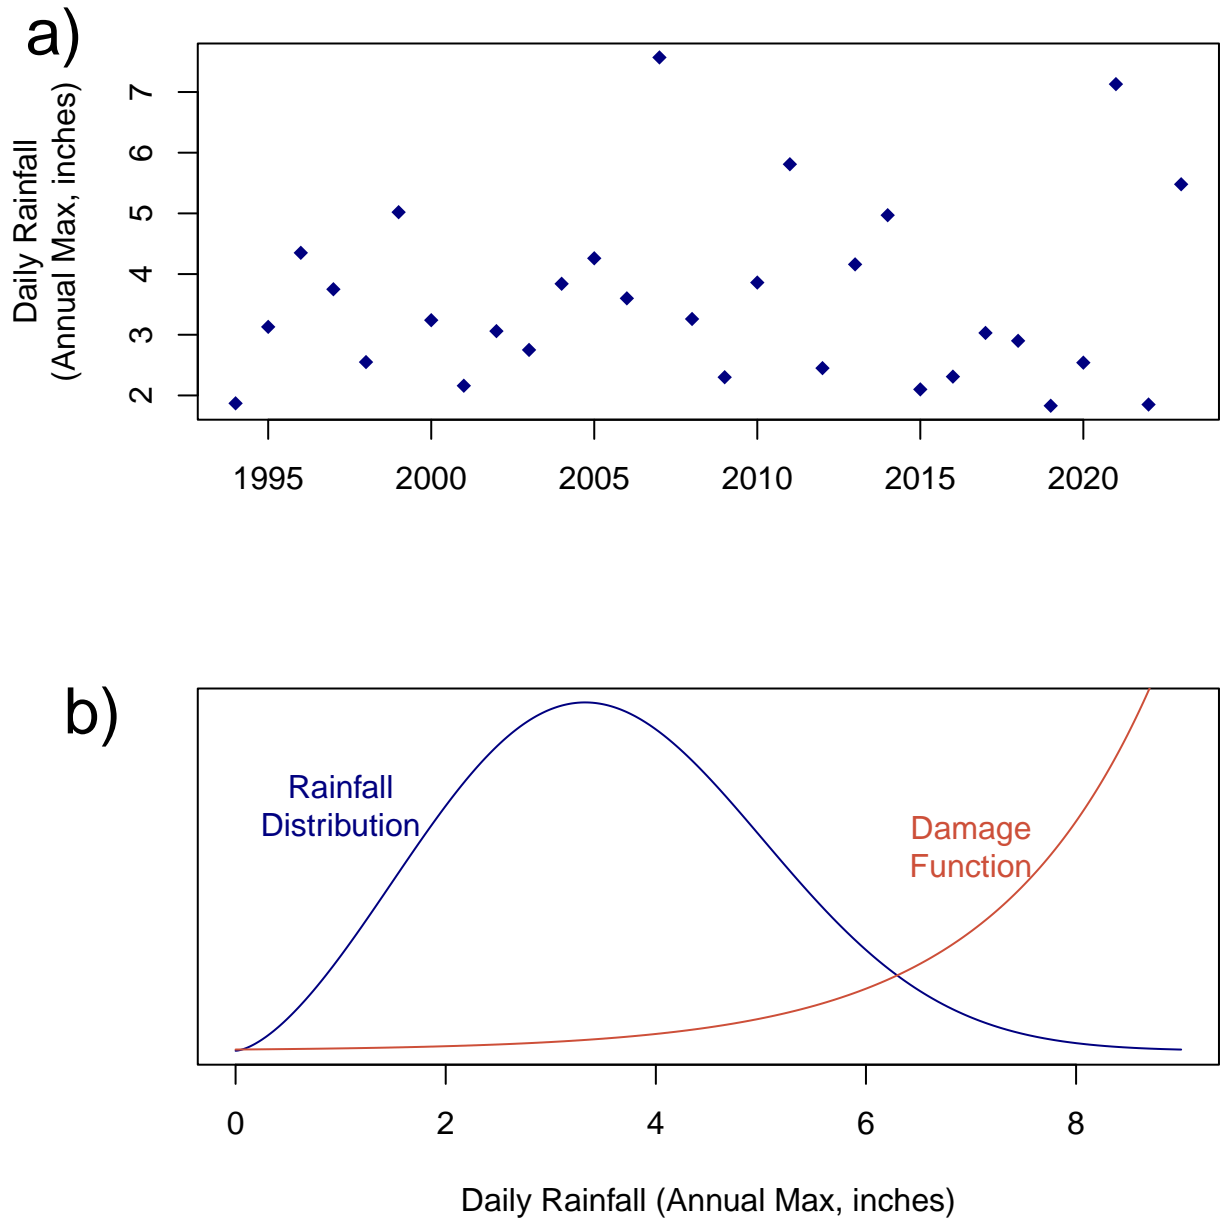 a)
Daily Rainfall
(Annual Max, inches)
7
6
5
4
3
2
1995 2000 2005 2010 2015 2020
b)
Rainfall
Distribution
Damage
Function
0 2 4 6 8
Daily Rainfall (Annual Max, inches)